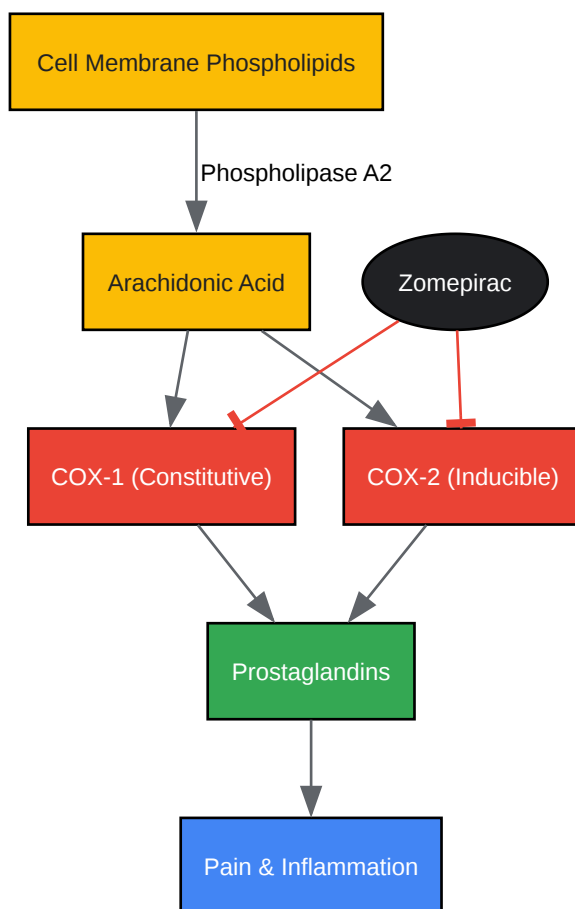 Cell Membrane Phospholipids
Phospholipase A2
Arachidonic Acid
Zomepirac
COX-1 (Constitutive)
COX-2 (Inducible)
Prostaglandins
Pain & Inflammation